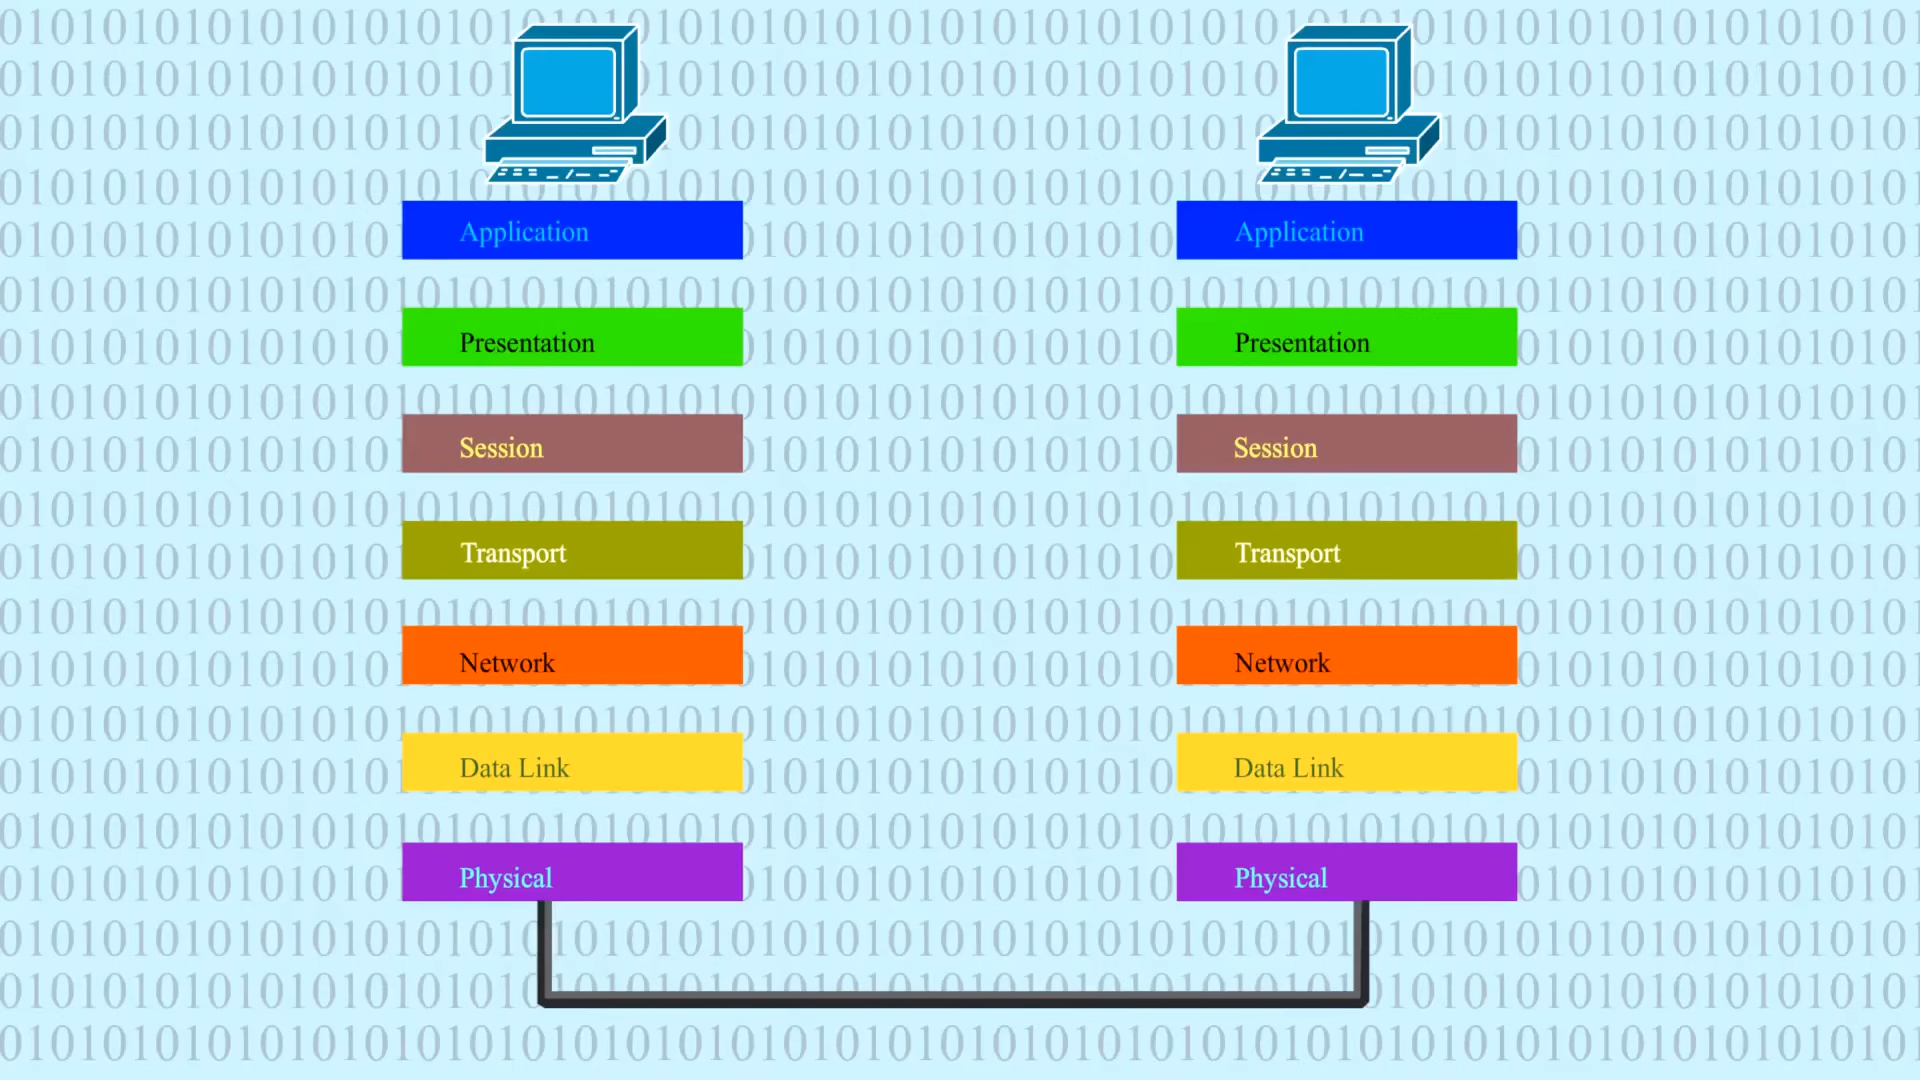 Application
Presentation
Session
Transport
Network
Data Link
Physical
Application
Presentation
Session
Transport
Network
Data Link
Physical